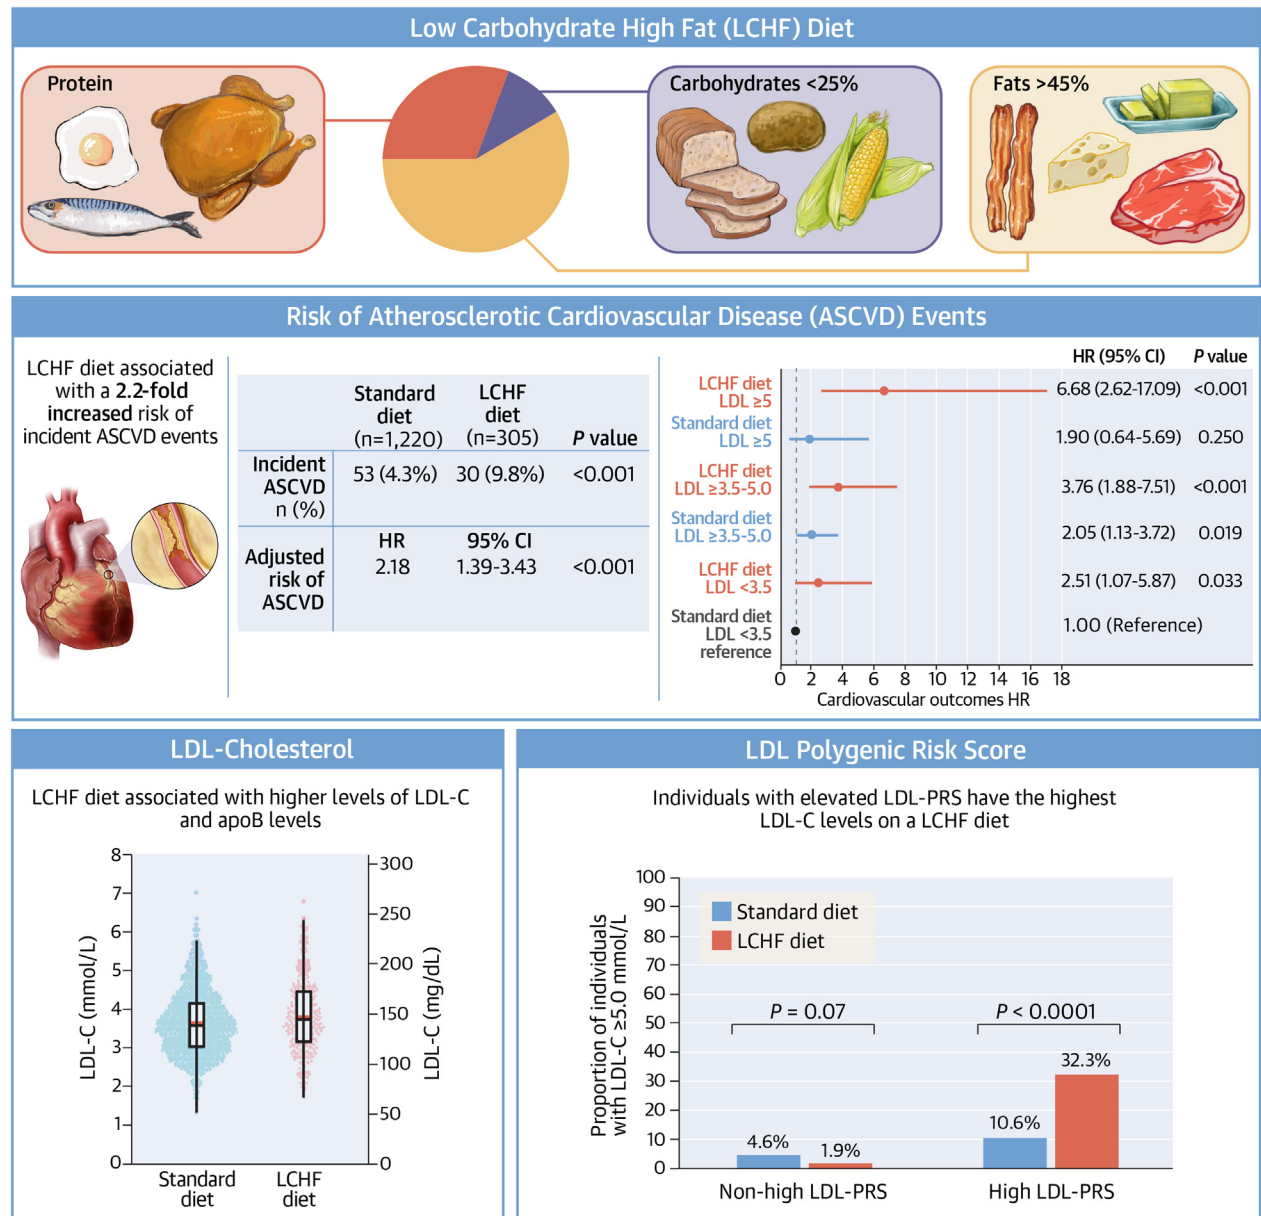 Low Carbohydrate High Fat (LCHF) Diet
Protein
Carbohydrates <25%
Fats >45%
Risk of Atherosclerotic Cardiovascular Disease (ASCVD) Events
LCHF diet associated
with a 2.2-fold
increased risk of
incident ASCVD events
Standard
diet
(n=1,220)
LCHF
diet
(n=305)
P value
Incident
ASCVD
n (%)
53 (4.3%)
30 (9.8%)
<0.001
Adjusted
risk of
ASCVD
HR
2.18
95% CI
1.39-3.43
<0.001
HR (95% CI) P value
LCHF diet
LDL ≥5
6.68 (2.62-17.09) <0.001
Standard diet
LDL ≥5
1.90 (0.64-5.69) 0.250
LCHF diet
LDL ≥3.5-5.0
3.76 (1.88-7.51) <0.001
Standard diet
LDL ≥3.5-5.0
2.05 (1.13-3.72) 0.019
LCHF diet
LDL <3.5
2.51 (1.07-5.87) 0.033
Standard diet
LDL <3.5
reference
1.00 (Reference)
0 2 4 6 8 10 12 14 16 18
Cardiovascular outcomes HR
LDL-Cholesterol
LCHF diet associated with higher levels of LDL-C
and apoB levels
LDL-C (mmol/L)
8
7
6
5
4
3
2
1
0
300
250
200
150
100
50
0
LDL-C (mg/dL)
Standard
diet
LCHF
diet
LDL Polygenic Risk Score
Individuals with elevated LDL-PRS have the highest
LDL-C levels on a LCHF diet
Proportion of individuals
with LDL-C ≥5.0 mmol/L
100
90
80
70
60
50
40
30
20
10
0
Standard diet
LCHF diet
P = 0.07
P < 0.0001
4.6%
1.9%
10.6%
32.3%
Non-high LDL-PRS
High LDL-PRS